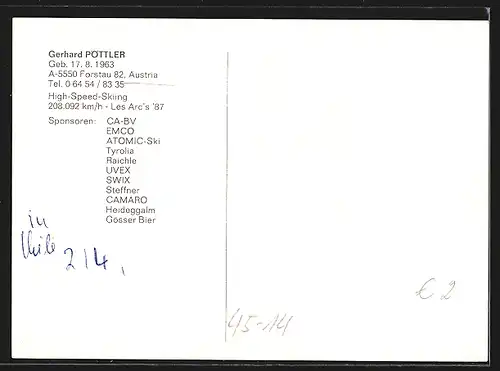 Gerhard PÖTTLER
Geb. 17. 8. 1963
A-5550 Forstau 82, Austria
Tel. 0 64 54 / 83 35
High-Speed-Skiing
208.092 km/h - Les Arc's '87
Sponsoren: CA-BV
EMCO
ATOMIC-Ski
Tyrolia
Raichle
UVEX
SWIX
Steffner
CAMARO
Heideggalm
Gösser Bier
in
214,
45-14
€ 2